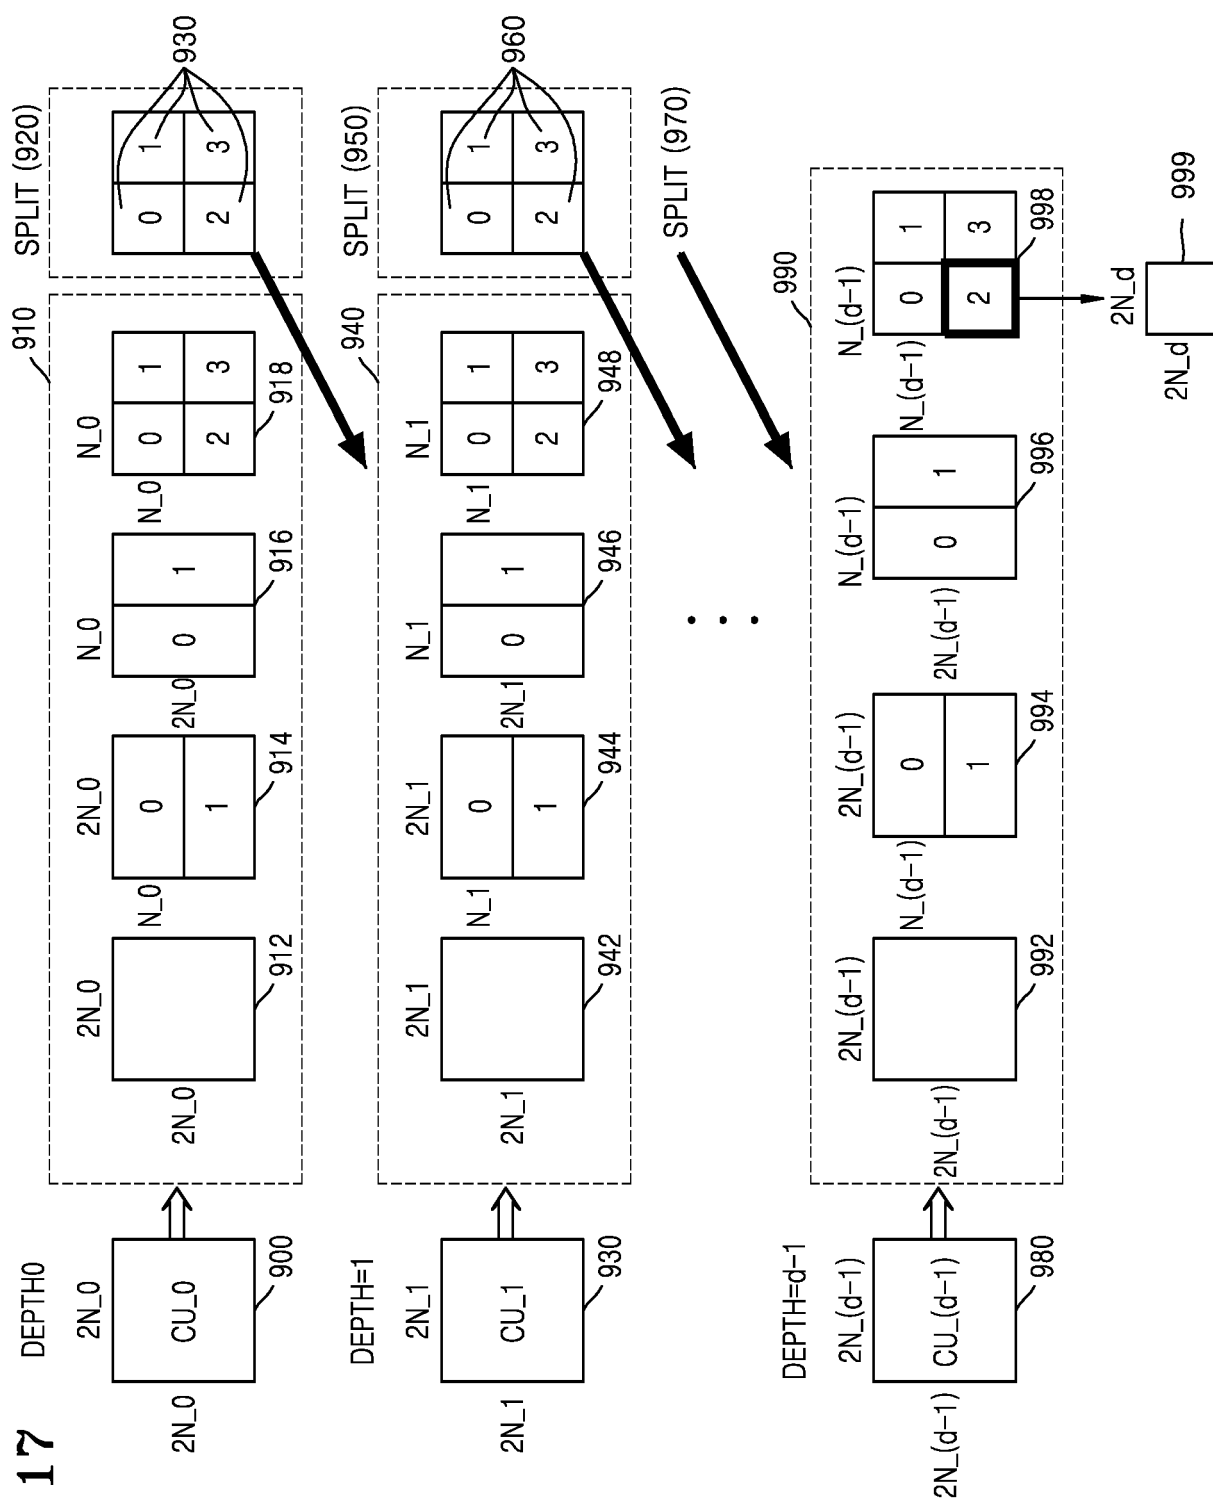 17
DEPTH0
2N_0
2N_0
CU_0
900
910
2N_0
2N_0
912
2N_0
N_0
0
1
914
N_0
2N_0
0
1
916
N_0
N_0
0
1
2
3
918
SPLIT (920)
0
1
2
3
930
DEPTH=1
2N_1
2N_1
CU_1
930
940
2N_1
2N_1
942
2N_1
N_1
0
1
944
N_1
2N_1
0
1
946
N_1
N_1
0
1
2
3
948
SPLIT (950)
0
1
2
3
960
SPLIT (970)
DEPTH=d-1
2N_(d-1)
2N_(d-1)
CU_(d-1)
980
990
2N_(d-1)
2N_(d-1)
992
2N_(d-1)
N_(d-1)
0
1
994
N_(d-1)
2N_(d-1)
0
1
996
N_(d-1)
N_(d-1)
0
1
2
3
998
2N_d
2N_d
999